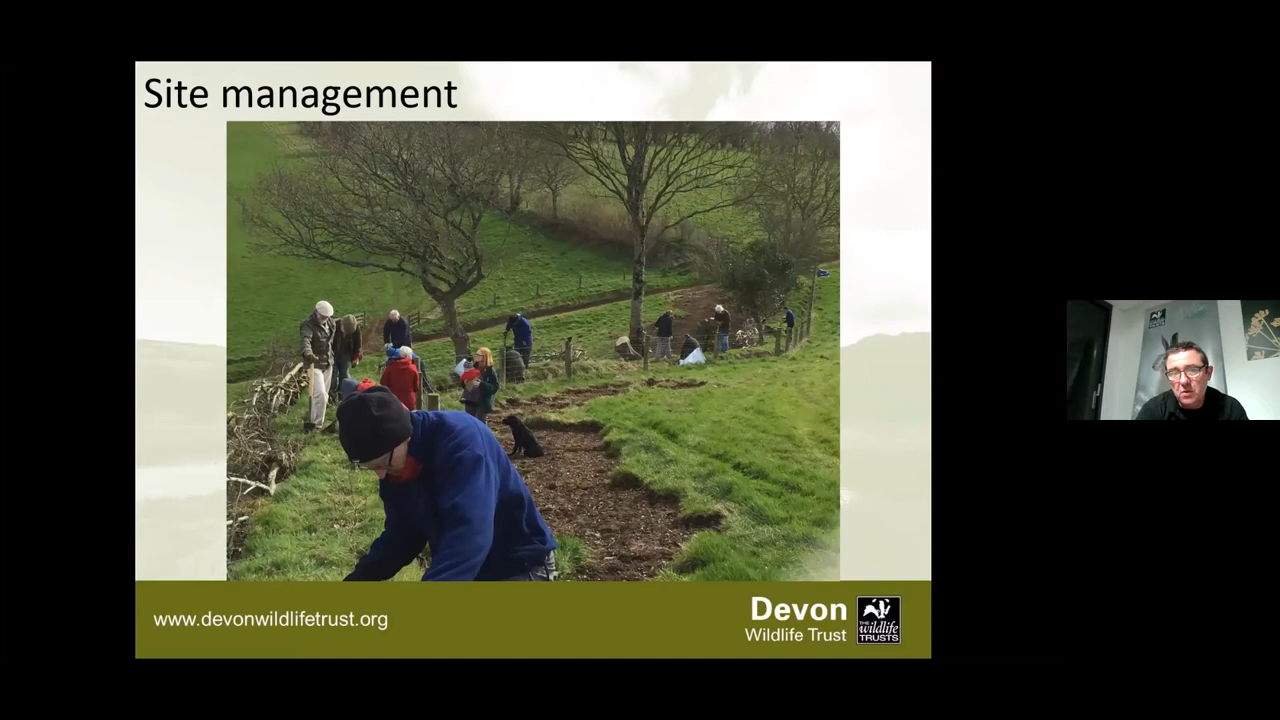 Site management
www.devonwildlifetrust.org
Devon
Wildlife Trust
THE
wildlife
TRUSTS